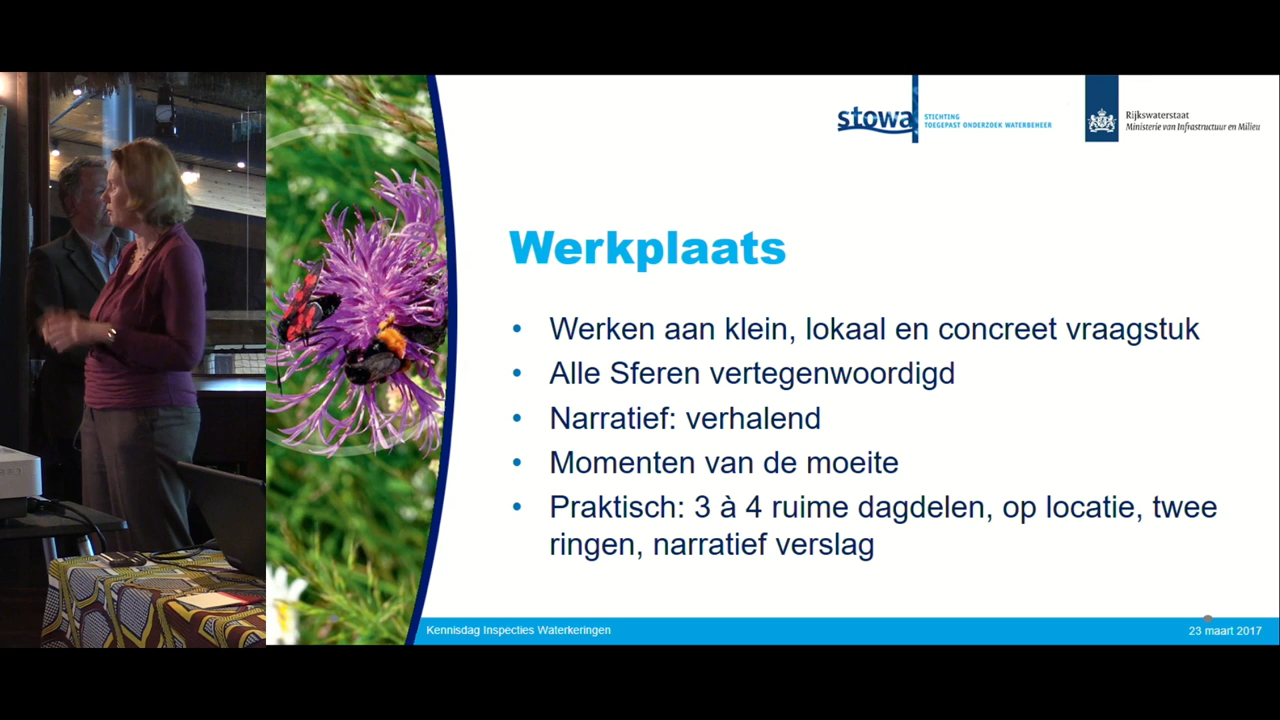 stowa
STICHTING
TOEGEPAST ONDERZOEK WATERBEHEER
Rijkswaterstaat
Ministerie van Infrastructuur en Milieu
Werkplaats
• Werken aan klein, lokaal en concreet vraagstuk
• Alle Sferen vertegenwoordigd
• Narratief: verhalend
• Momenten van de moeite
• Praktisch: 3 à 4 ruime dagdelen, op locatie, twee
ringen, narratief verslag
Kennisdag Inspecties Waterkeringen
23 maart 2017